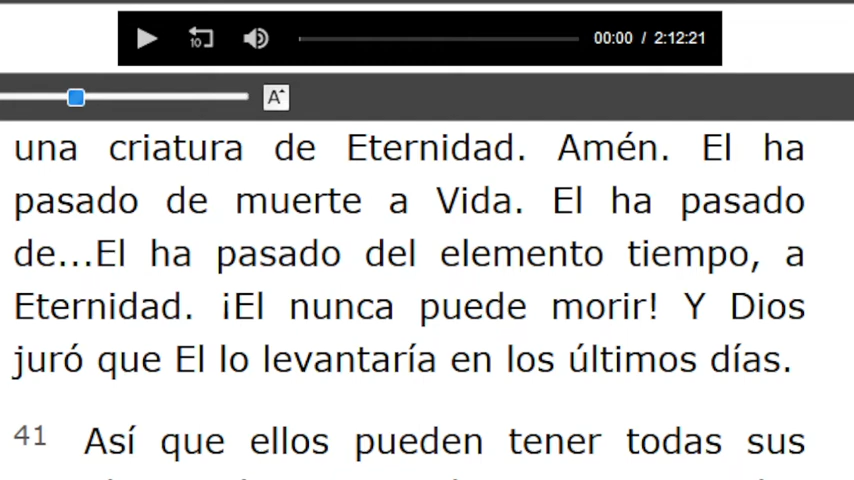 10 00:00 / 2:12:21
A
una criatura de Eternidad. Amén. El ha
pasado de muerte a Vida. El ha pasado
de...El ha pasado del elemento tiempo, a
Eternidad. ¡El nunca puede morir! Y Dios
juró que El lo levantaría en los últimos días.
41 Así que ellos pueden tener todas sus